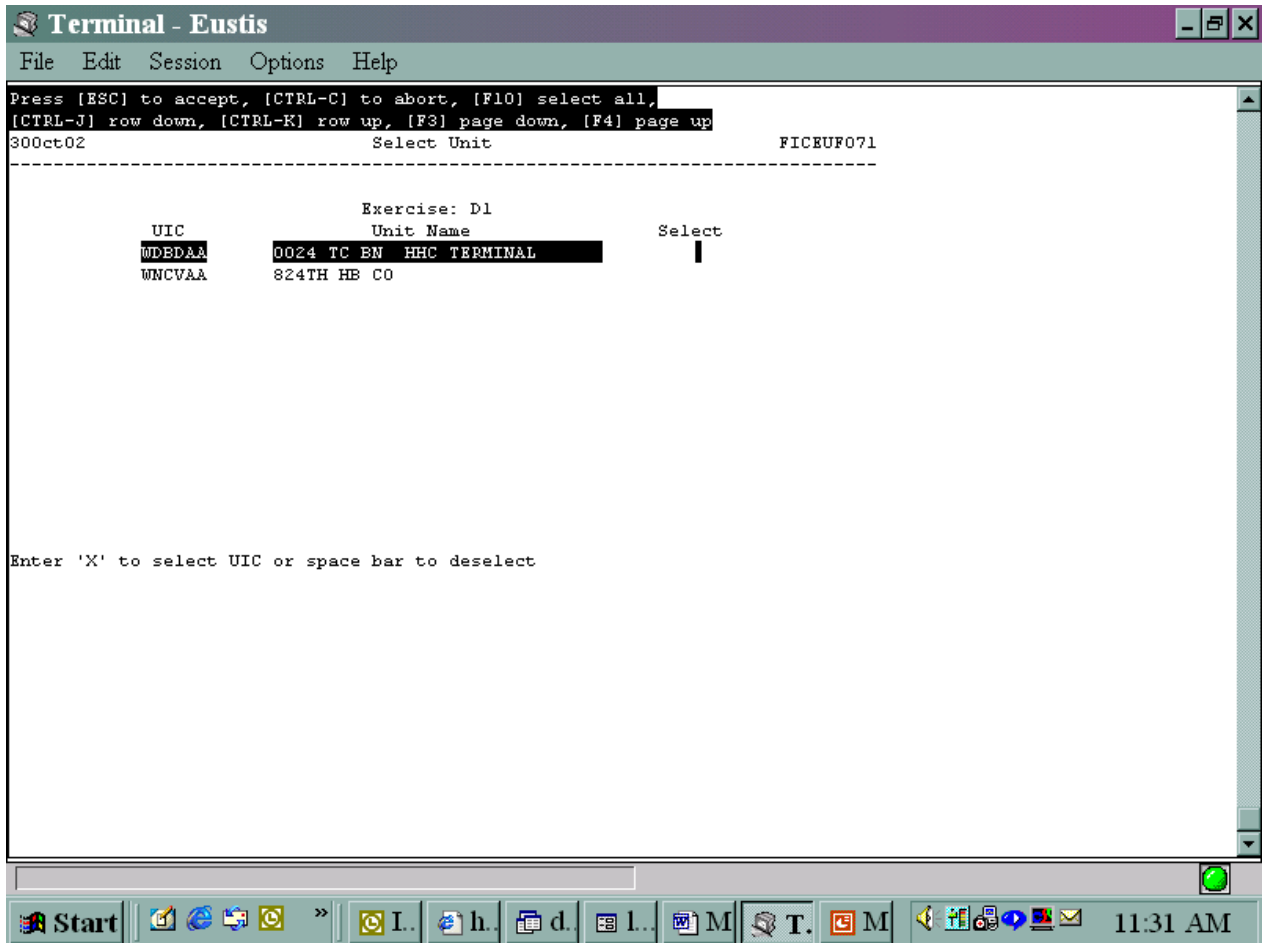 Terminal - Eustis
File Edit Session Options Help
Press [ESC] to accept, [CTRL-C] to abort, [F10] select all,
[CTRL-J] row down, [CTRL-K] row up, [F3] page down, [F4] page up
30Oct02 Select Unit FICEUF071
--------------------------------------------------------------------------------
Exercise: D1
UIC Unit Name Select
WDBDAA 0024 TC BN HHC TERMINAL
WNCVAA 824TH HB CO
Enter 'X' to select UIC or space bar to deselect
Start » I... h... d... l... M T. M 11:31 AM